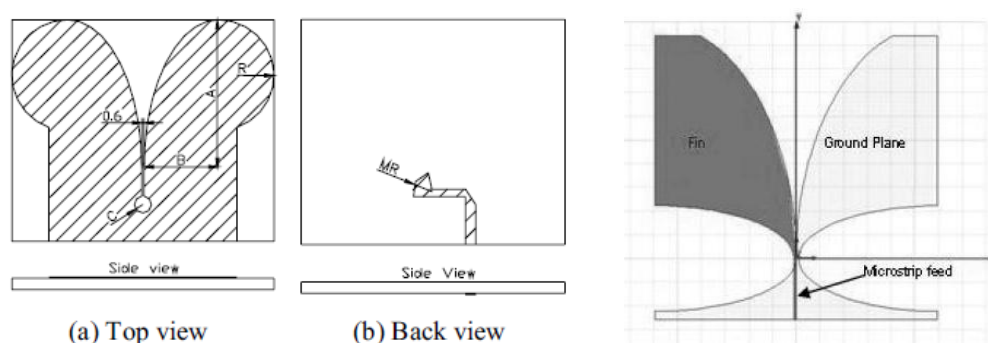 R
A
0.6
B
C
Side view
(a) Top view
MR
Side View
(b) Back view
y
Fin
Ground Plane
Microstrip feed